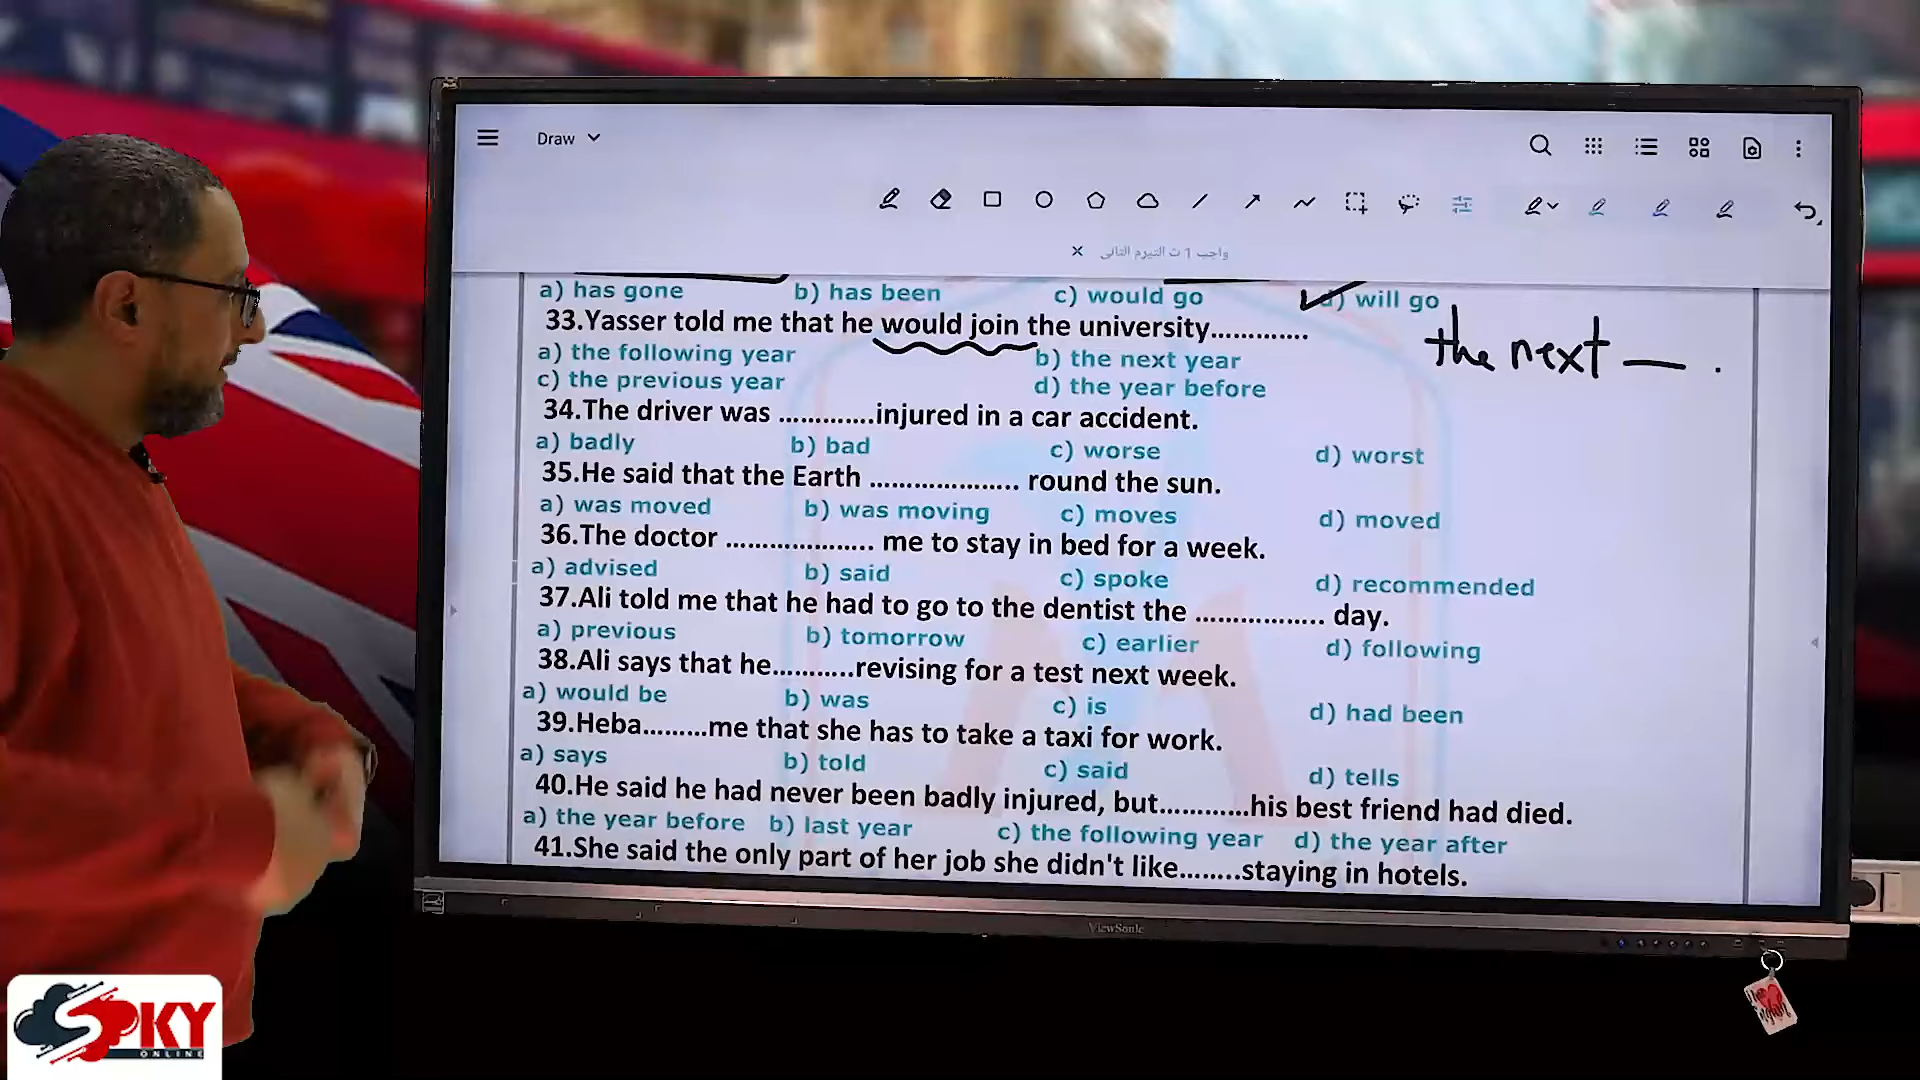 Draw
واجب 1 ث التيرم الثانى
a) has gone b) has been c) would go d) will go
33.Yasser told me that he would join the university.............
the next — .
a) the following year b) the next year
c) the previous year d) the year before
34.The driver was .............injured in a car accident.
a) badly b) bad c) worse d) worst
35.He said that the Earth .................... round the sun.
a) was moved b) was moving c) moves d) moved
36.The doctor .................... me to stay in bed for a week.
a) advised b) said c) spoke d) recommended
37.Ali told me that he had to go to the dentist the ................. day.
a) previous b) tomorrow c) earlier d) following
38.Ali says that he...........revising for a test next week.
a) would be b) was c) is d) had been
39.Heba.........me that she has to take a taxi for work.
a) says b) told c) said d) tells
40.He said he had never been badly injured, but............his best friend had died.
a) the year before b) last year c) the following year d) the year after
41.She said the only part of her job she didn't like........staying in hotels.
ViewSonic
SKY
ONLINE